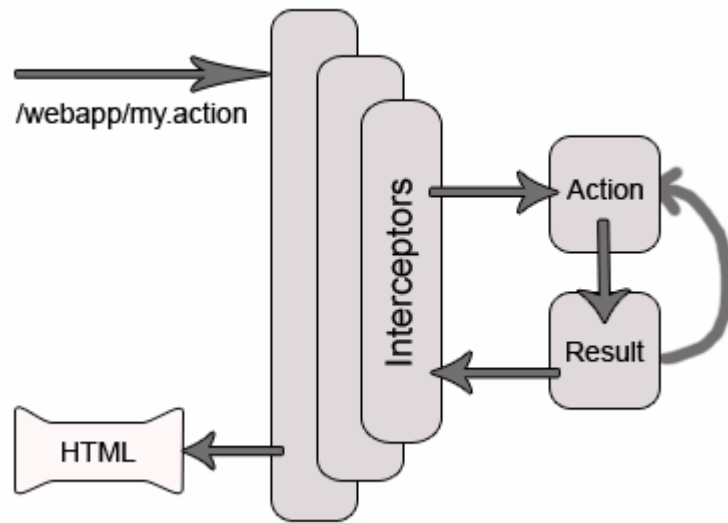 /webapp/my.action
Interceptors
Action
Result
HTML